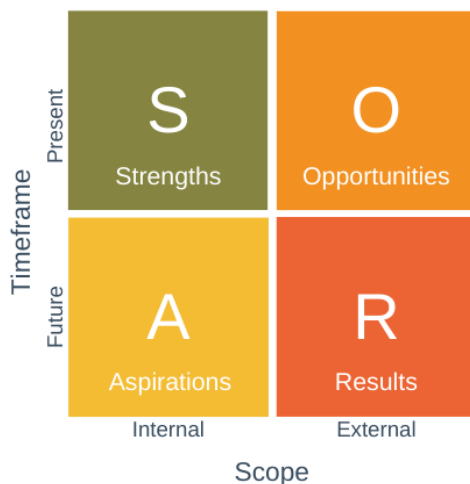 Timeframe
Present
S
Strengths
O
Opportunities
Future
A
Aspirations
R
Results
Internal
External
Scope